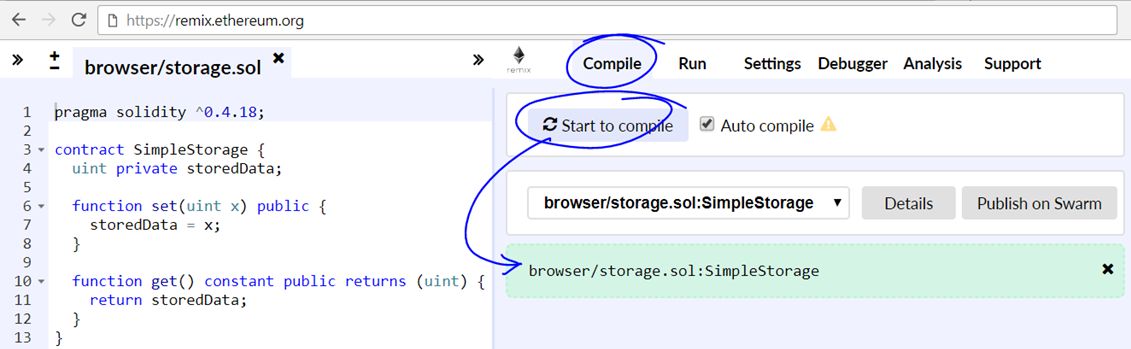 https://remix.ethereum.org
browser/storage.sol
remix
Compile Run Settings Debugger Analysis Support
1 pragma solidity ^0.4.18;
2
3 contract SimpleStorage {
4 uint private storedData;
5
6 function set(uint x) public {
7 storedData = x;
8 }
9
10 function get() constant public returns (uint) {
11 return storedData;
12 }
13 }
Start to compile Auto compile
browser/storage.sol:SimpleStorage Details Publish on Swarm
browser/storage.sol:SimpleStorage